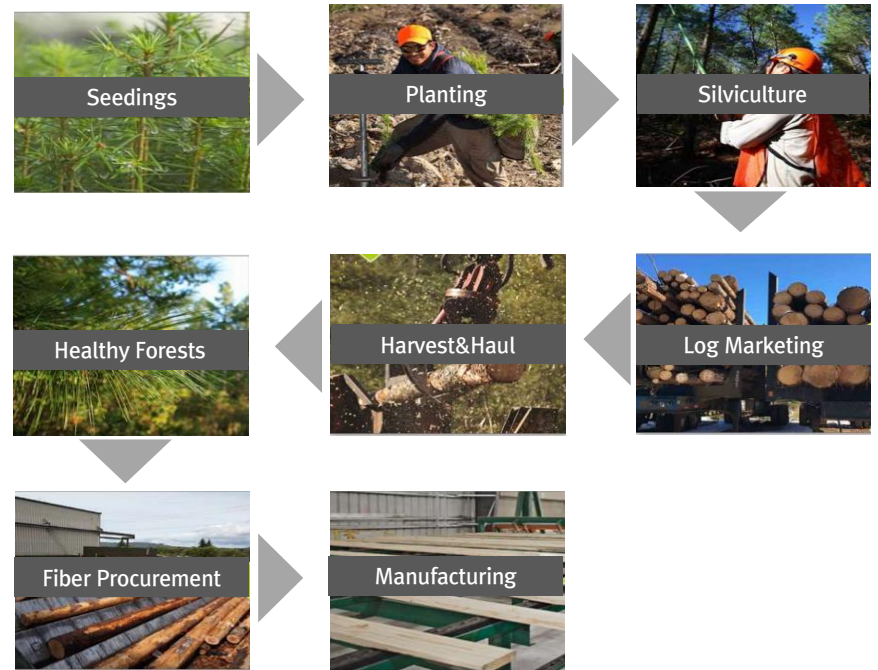 Seedings
Planting
Silviculture
Log Marketing
Harvest&Haul
Healthy Forests
Fiber Procurement
Manufacturing